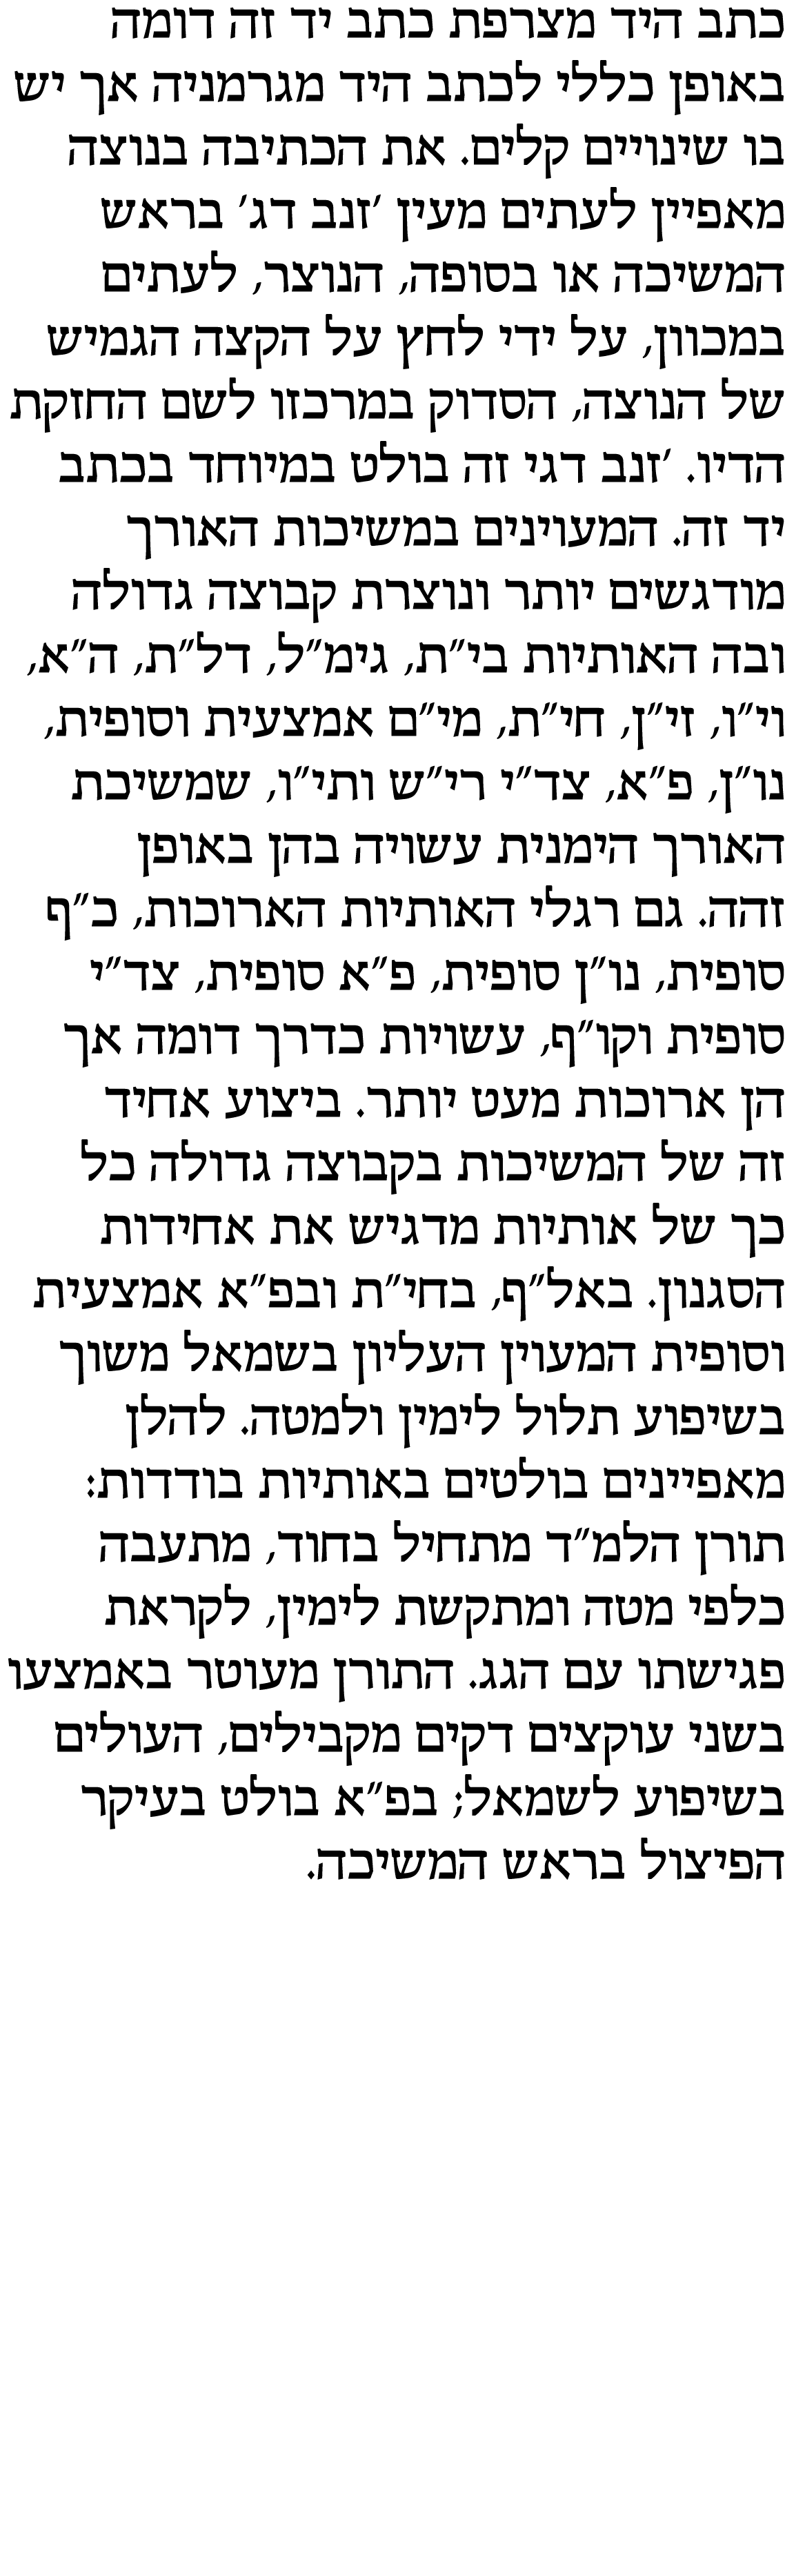 כתב היד מצרפת כתב יד זה דומה
באופן כללי לכתב היד מגרמניה אך יש
בו שינויים קלים. את הכתיבה בנוצה
מאפיין לעתים מעין ׳זנב דג׳ בראש
המשיכה או בסופה, הנוצר, לעתים
במכוון, על ידי לחץ על הקצה הגמיש
של הנוצה, הסדוק במרכזו לשם החזקת
הדיו. ׳זנב דגי זה בולט במיוחד בכתב
יד זה. המעוינים במשיכות האורך
מודגשים יותר ונוצרת קבוצה גדולה
ובה האותיות בי״ת, גימ״ל, דל״ת, ה״א,
וי״ו, זי״ן, חי״ת, מי״ם אמצעית וסופית,
נו״ן, פ״א, צד״י רי״ש ותי״ו, שמשיכת
האורך הימנית עשויה בהן באופן
זהה. גם רגלי האותיות הארוכות, כ״ף
סופית, נו״ן סופית, פ״א סופית, צד״י
סופית וקו״ף, עשויות כדרך דומה אך
הן ארוכות מעט יותר. ביצוע אחיד
זה של המשיכות בקבוצה גדולה כל
כך של אותיות מדגיש את אחידות
הסגנון. באל״ף, בחי״ת ובפ״א אמצעית
וסופית המעוין העליון בשמאל משוך
בשיפוע תלול לימין ולמטה. להלן
מאפיינים בולטים באותיות בודדות:
תורן הלמ״ד מתחיל בחוד, מתעבה
כלפי מטה ומתקשת לימין, לקראת
פגישתו עם הגג. התורן מעוטר באמצעו
בשני עוקצים דקים מקבילים, העולים
בשיפוע לשמאל; בפ״א בולט בעיקר
הפיצול בראש המשיכה.